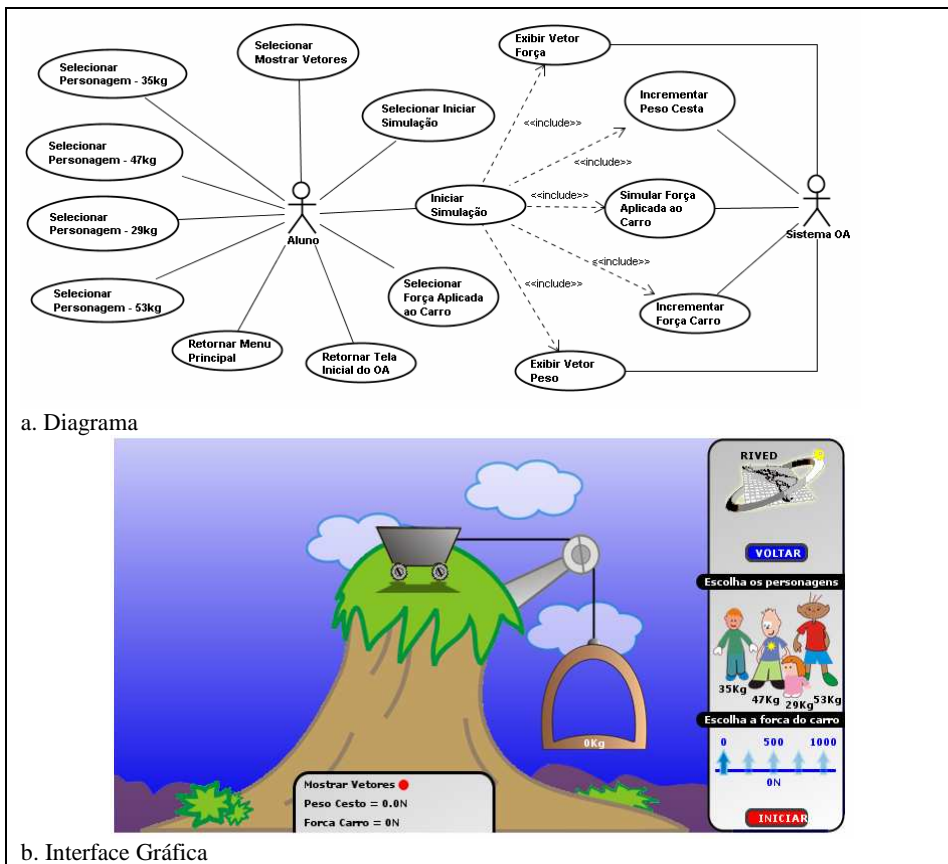 Selecionar
Personagem - 35kg
Selecionar
Mostrar Vetores
Exibir Vetor
Força
Selecionar Iniciar
Simulação
Incrementar
Peso Cesta
<<include>>
<<include>>
Selecionar
Personagem - 47kg
Iniciar
Simulação
<<include>>
Simular Força
Aplicada ao
Carro
Selecionar
Personagem - 29kg
Aluno
Sistema OA
<<include>>
<<include>>
Selecionar
Personagem - 53kg
Selecionar
Força Aplicada
ao Carro
Incrementar
Força Carro
Retornar Menu
Principal
Retornar Tela
Inicial do OA
Exibir Vetor
Peso
a. Diagrama
RIVED
VOLTAR
Escolha os personagens
35Kg
47Kg
29Kg
53Kg
Escolha a forca do carro
0 500 1000
0N
INICIAR
0Kg
Mostrar Vetores
Peso Cesto = 0.0N
Forca Carro = 0N
b. Interface Gráfica